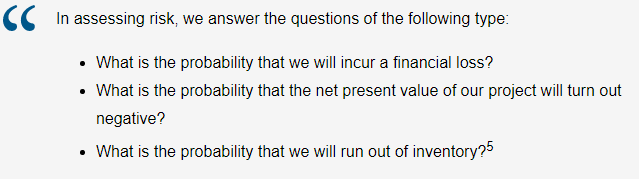 “
In assessing risk, we answer the questions of the following type:
• What is the probability that we will incur a financial loss?
• What is the probability that the net present value of our project will turn out
negative?
• What is the probability that we will run out of inventory?5